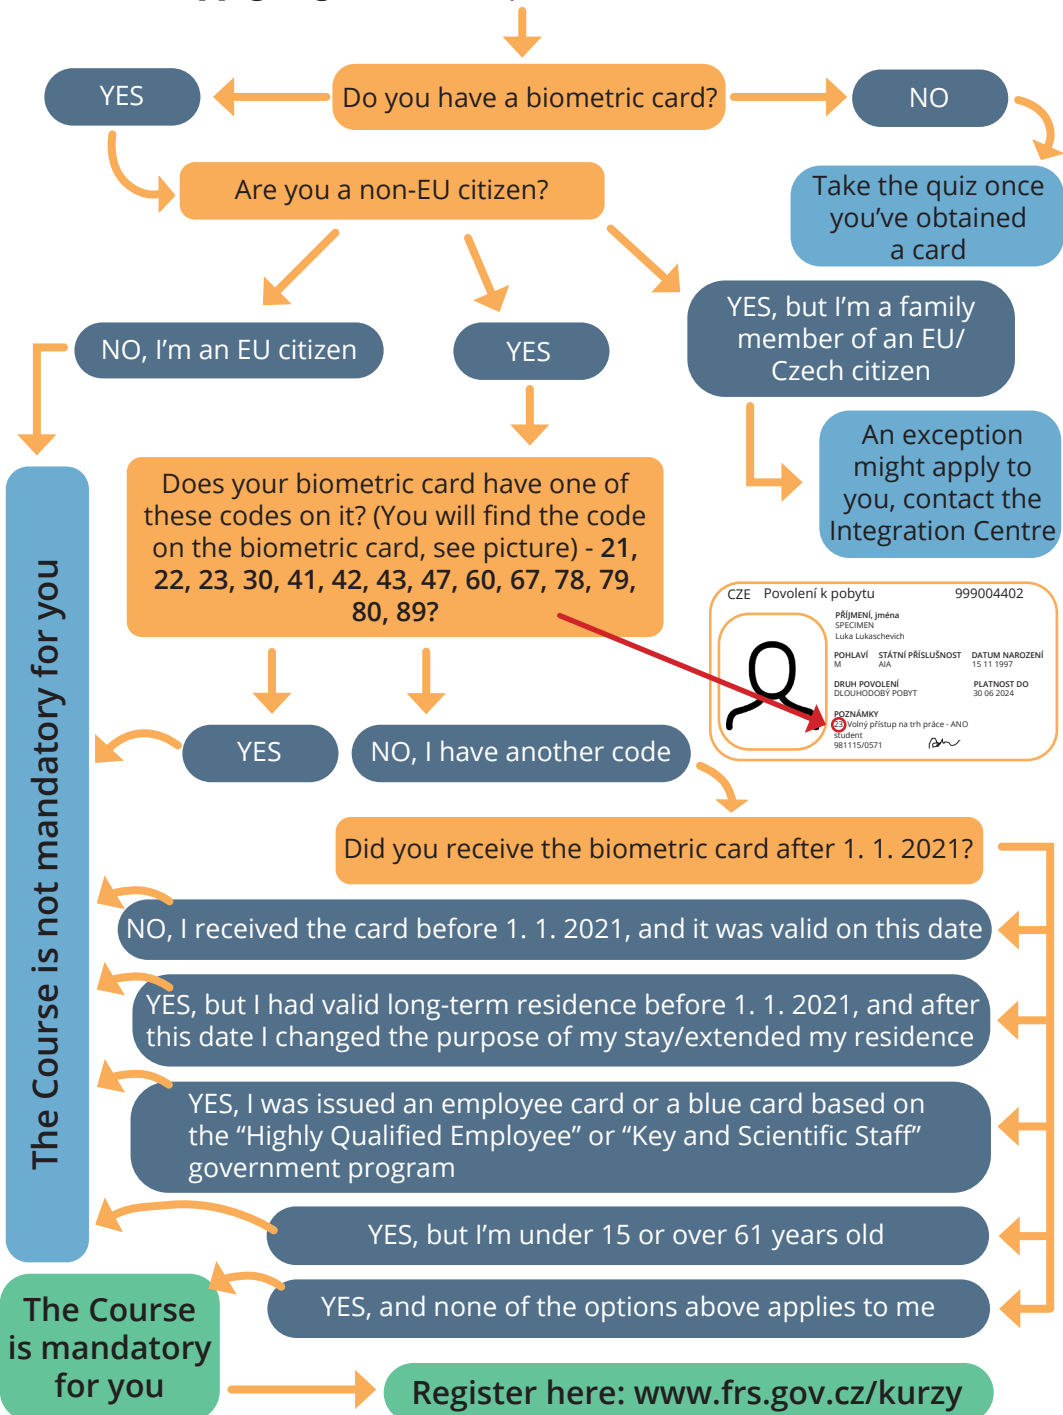 Do you have a biometric card?
YES
NO
Are you a non-EU citizen?
Take the quiz once
you've obtained
a card
NO, I'm an EU citizen
YES
YES, but I'm a family
member of an EU/
Czech citizen
An exception
might apply to
you, contact the
Integration Centre
Does your biometric card have one of
these codes on it? (You will find the code
on the biometric card, see picture) - 21,
22, 23, 30, 41, 42, 43, 47, 60, 67, 78, 79,
80, 89?
CZE Povolení k pobytu 999004402
PŘÍJMENÍ, jména
SPECIMEN
Luka Lukaschevich
POHLAVÍ STÁTNÍ PŘÍSLUŠNOST DATUM NAROZENÍ
M AIA 15 11 1997
DRUH POVOLENÍ PLATNOST DO
DLOUHODOBÝ POBYT 30 06 2024
POZNÁMKY
23 Volný přístup na trh práce - ANO
student
981115/0571
YES
NO, I have another code
Did you receive the biometric card after 1. 1. 2021?
NO, I received the card before 1. 1. 2021, and it was valid on this date
YES, but I had valid long-term residence before 1. 1. 2021, and after
this date I changed the purpose of my stay/extended my residence
YES, I was issued an employee card or a blue card based on
the “Highly Qualified Employee” or “Key and Scientific Staff”
government program
YES, but I'm under 15 or over 61 years old
YES, and none of the options above applies to me
The Course is not mandatory for you
The Course
is mandatory
for you
Register here: www.frs.gov.cz/kurzy